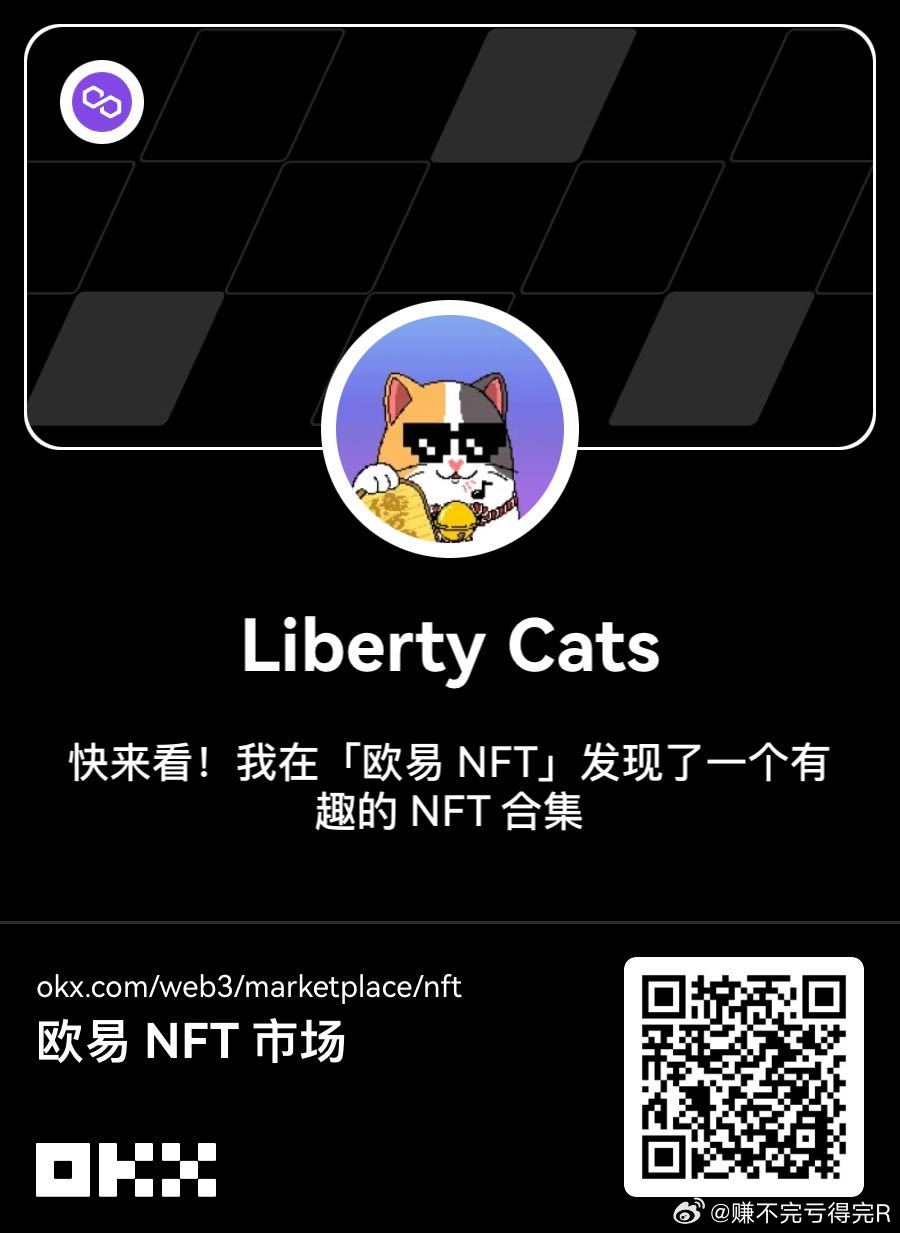 Liberty Cats
快来看！我在「欧易 NFT」发现了一个有
趣的 NFT 合集
okx.com/web3/marketplace/nft
欧易 NFT 市场
OKX
@赚不完亏得完R